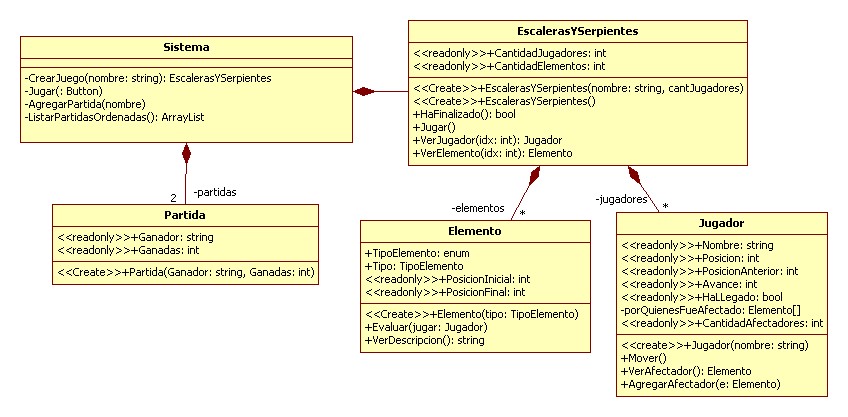 Sistema
-CrearJuego(nombre: string): EscalerasYSerpientes
-Jugar(: Button)
-AgregarPartida(nombre)
-ListarPartidasOrdenadas(): ArrayList
EscalerasYSerpientes
<<readonly>>+CantidadJugadores: int
<<readonly>>+CantidadElementos: int
<<Create>>+EscalerasYSerpientes(nombre: string, cantJugadores)
<<Create>>+EscalerasYSerpientes()
+HaFinalizado(): bool
+Jugar()
+VerJugador(idx: int): Jugador
+VerElemento(idx: int): Elemento
2
-partidas
-elementos
*
-jugadores
*
Partida
<<readonly>>+Ganador: string
<<readonly>>+Ganadas: int
<<Create>>+Partida(Ganador: string, Ganadas: int)
Elemento
+TipoElemento: enum
+Tipo: TipoElemento
<<readonly>>+PosicionInicial: int
<<readonly>>+PosicionFinal: int
<<Create>>+Elemento(tipo: TipoElemento)
+Evaluar(jugar: Jugador)
+VerDescripcion(): string
Jugador
<<readonly>>+Nombre: string
<<readonly>>+Posicion: int
<<readonly>>+PosicionAnterior: int
<<readonly>>+Avance: int
<<readonly>>+HaLLegado: bool
-porQuienesFueAfectado: Elemento[]
<<readonly>>+CantidadAfectadores: int
<<create>>+Jugador(nombre: string)
+Mover()
+VerAfectador(): Elemento
+AgregarAfectador(e: Elemento)